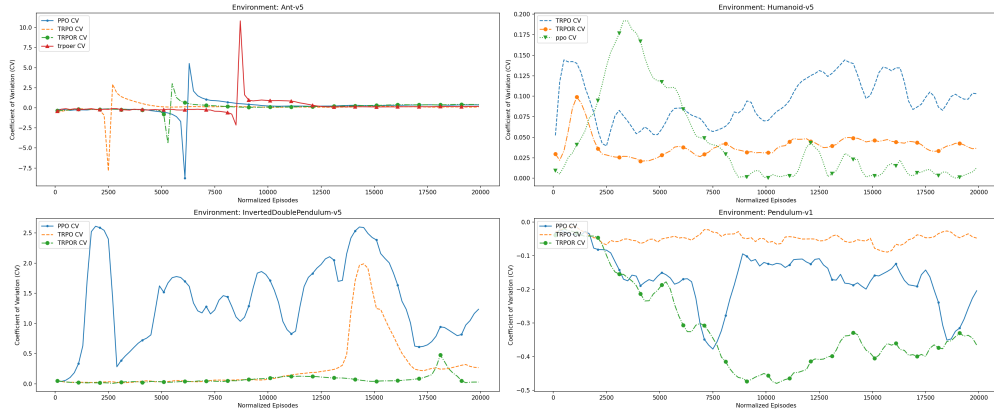 Environment: Ant-v5
PPO CV
TRPO CV
TRPOR CV
trpoer CV
Coefficient of Variation (CV)
10.0
7.5
5.0
2.5
0.0
−2.5
−5.0
−7.5
0 2500 5000 7500 10000 12500 15000 17500 20000
Normalized Episodes
Environment: Humanoid-v5
TRPO CV
TRPOR CV
ppo CV
Coefficient of Variation (CV)
0.200
0.175
0.150
0.125
0.100
0.075
0.050
0.025
0.000
0 2500 5000 7500 10000 12500 15000 17500 20000
Normalized Episodes
Environment: InvertedDoublePendulum-v5
PPO CV
TRPO CV
TRPOR CV
Coefficient of Variation (CV)
2.5
2.0
1.5
1.0
0.5
0.0
0 2500 5000 7500 10000 12500 15000 17500 20000
Normalized Episodes
Environment: Pendulum-v1
PPO CV
TRPO CV
TRPOR CV
Coefficient of Variation (CV)
0.0
−0.1
−0.2
−0.3
−0.4
−0.5
0 2500 5000 7500 10000 12500 15000 17500 20000
Normalized Episodes